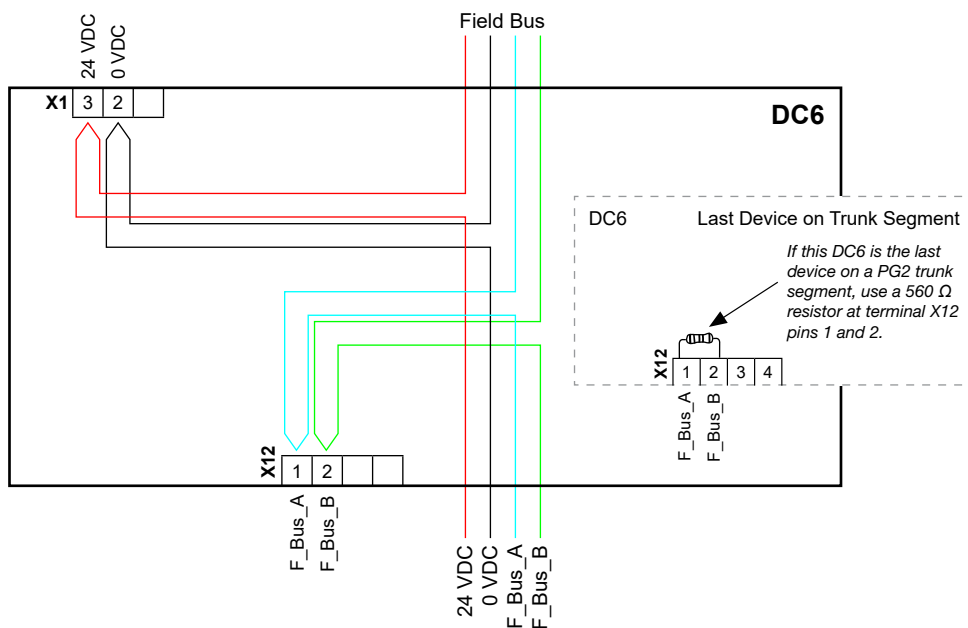 Field Bus
24 VDC
0 VDC
X1
3
2
DC6
DC6
Last Device on Trunk Segment
If this DC6 is the last
device on a PG2 trunk
segment, use a 560 Ω
resistor at terminal X12
pins 1 and 2.
X12
1
2
3
4
F_Bus_A
F_Bus_B
X12
1
2
F_Bus_A
F_Bus_B
24 VDC
0 VDC
F_Bus_A
F_Bus_B